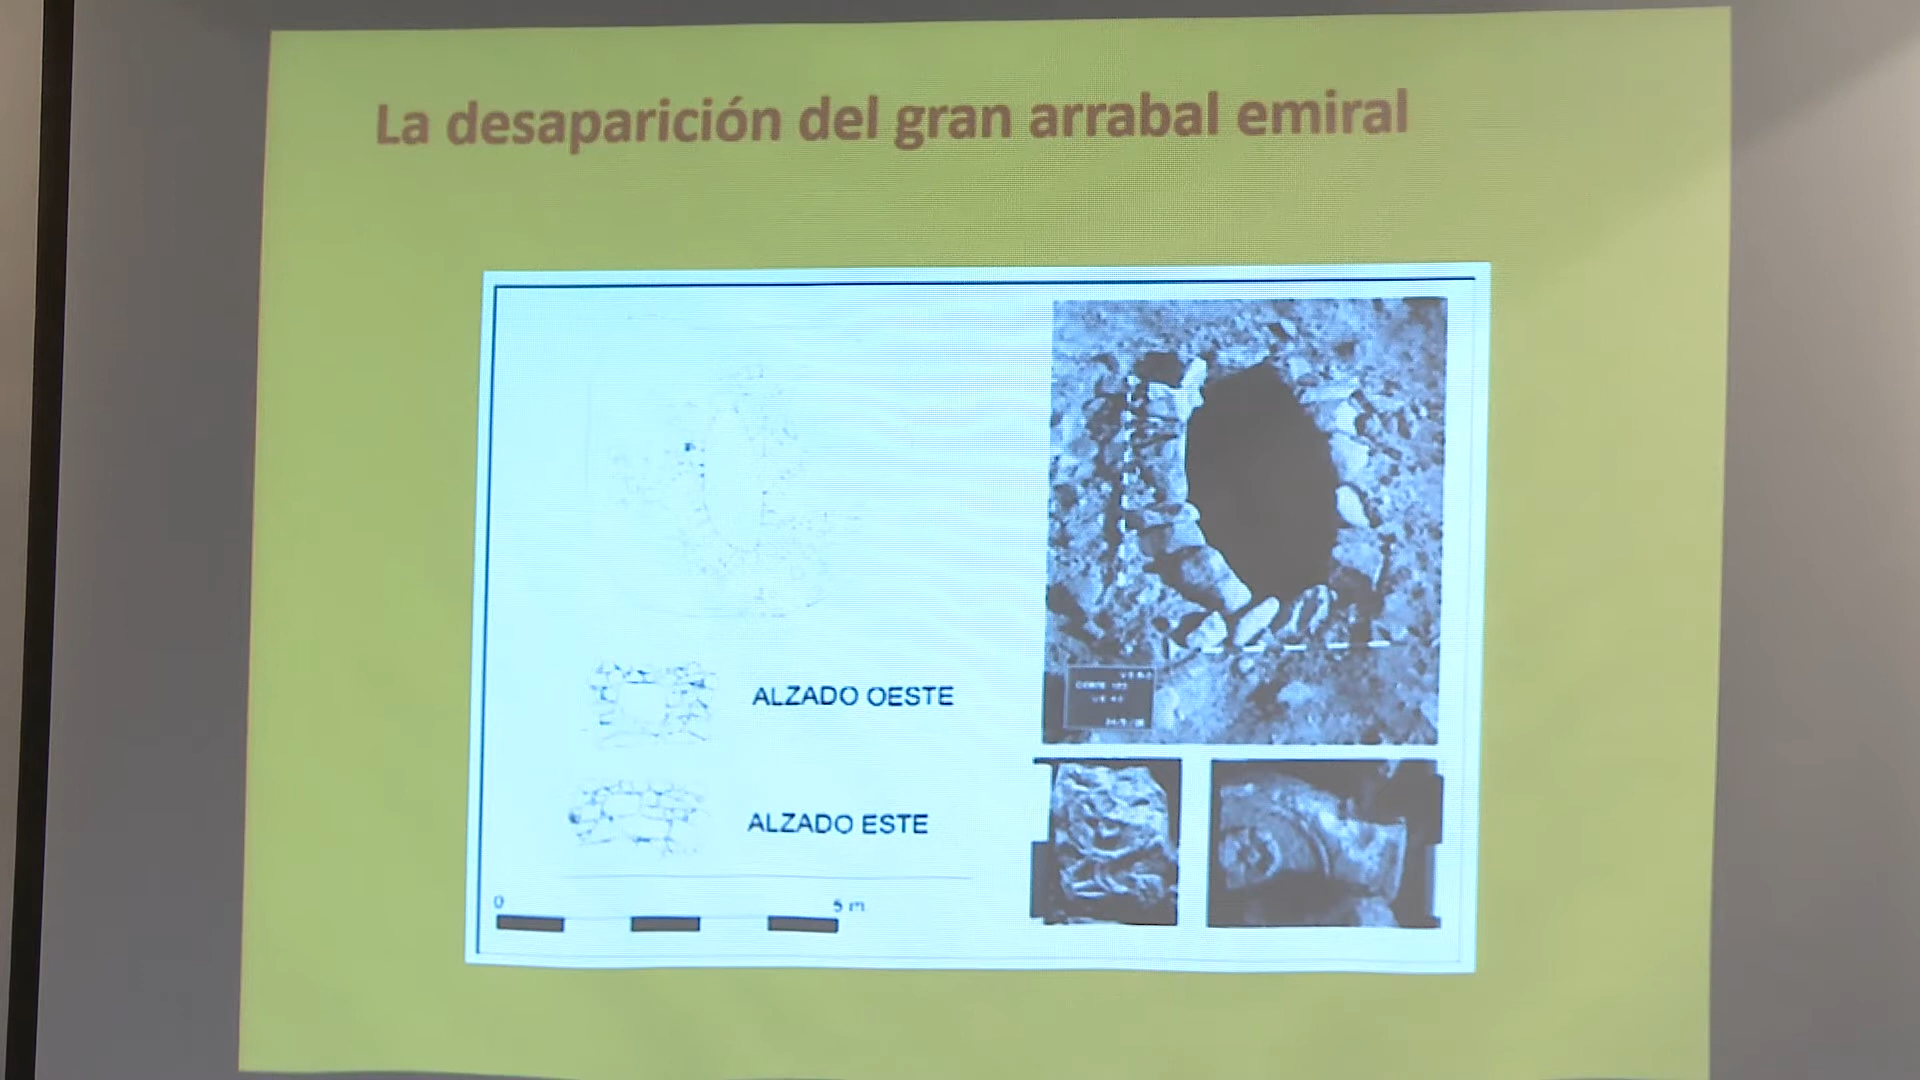 La desaparición del gran arrabal emiral
ALZADO OESTE
ALZADO ESTE
0
5 m